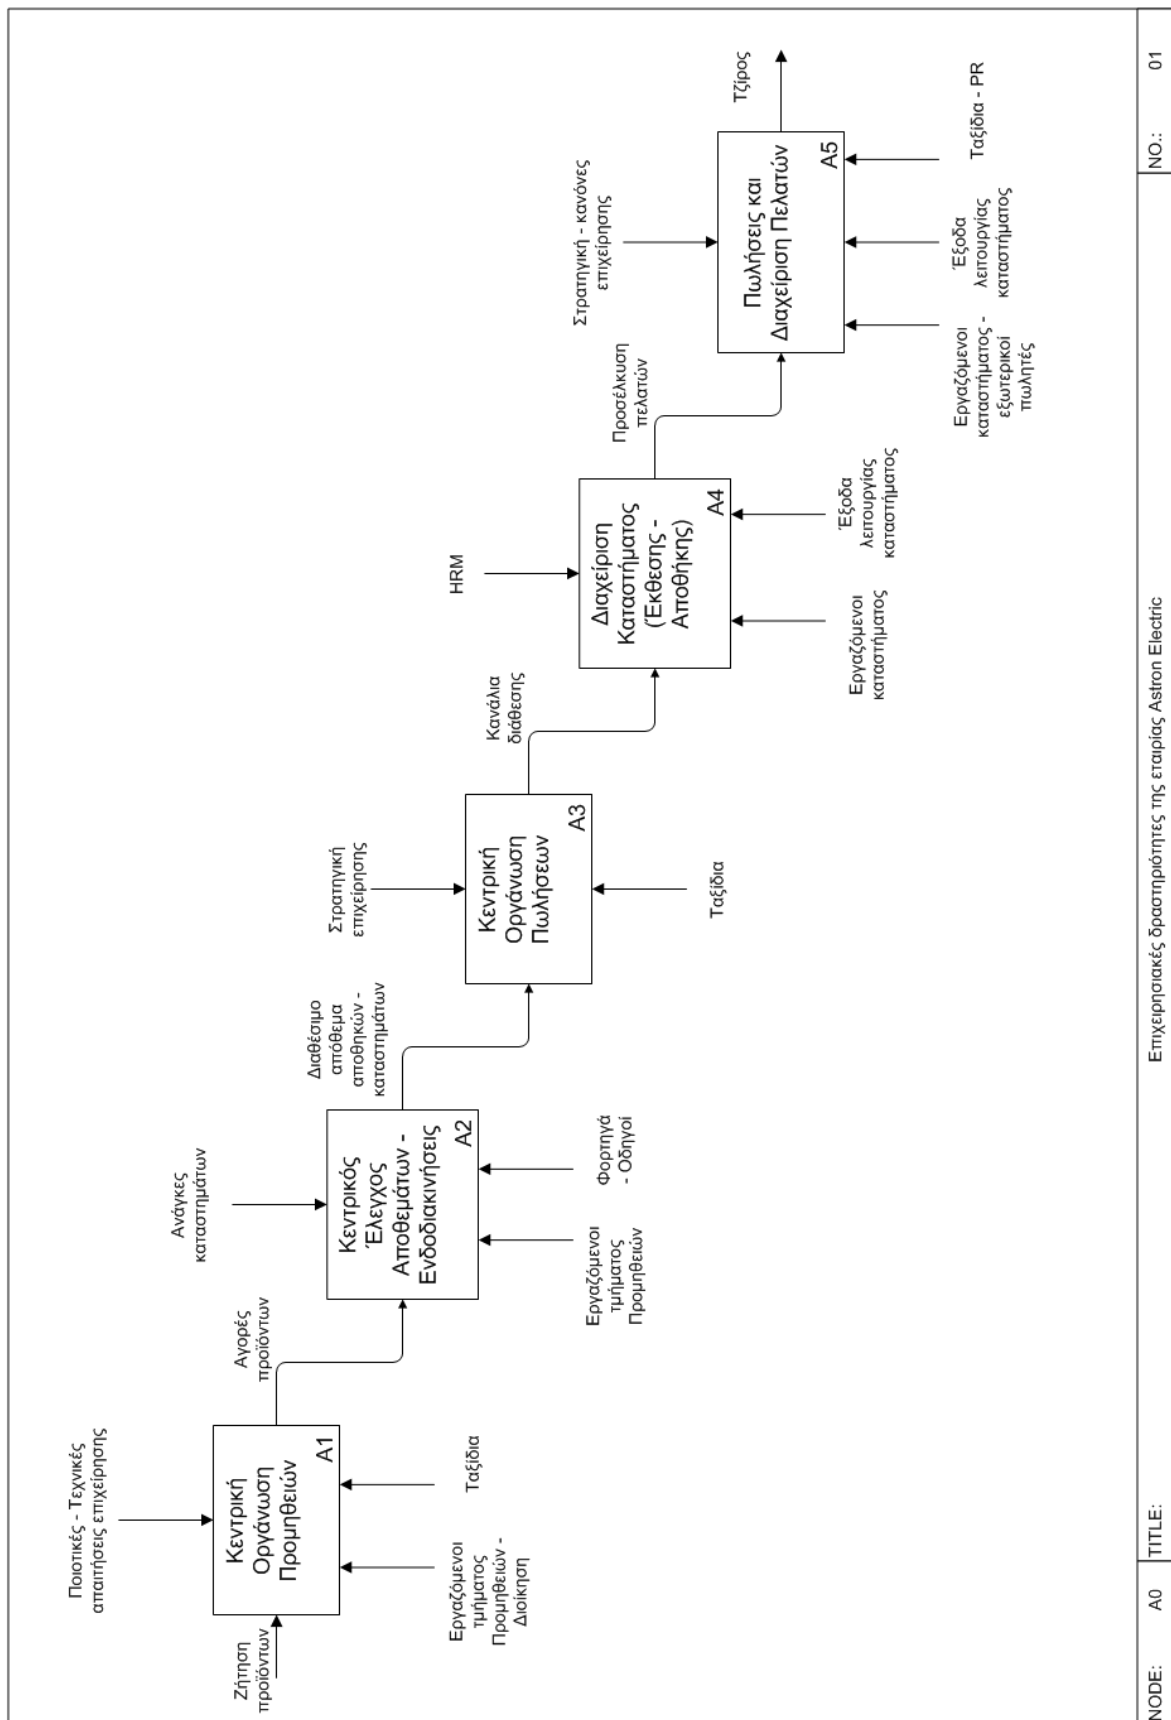 Ζήτηση
προϊόντων
Ποιοτικές - Τεχνικές
απαιτήσεις επιχείρησης
Κεντρική
Οργάνωση
Προμηθειών
A1
Εργαζόμενοι
τμήματος
Προμηθειών -
Διοίκηση
Ταξίδια
Αγορές
προϊόντων
Ανάγκες
καταστημάτων
Κεντρικός
Έλεγχος
Αποθεμάτων -
Ενδοδιακινήσεις
A2
Εργαζόμενοι
τμήματος
Προμηθειών
Φορτηγά
- Οδηγοί
Διαθέσιμο
απόθεμα
αποθηκών -
καταστημάτων
Στρατηγική
επιχείρησης
Κεντρική
Οργάνωση
Πωλήσεων
A3
Ταξίδια
Κανάλια
διάθεσης
HRM
Διαχείριση
Καταστήματος
(Έκθεσης -
Αποθήκης)
A4
Εργαζόμενοι
καταστήματος
Έξοδα
λειτουργίας
καταστήματος
Προσέλκυση
πελατών
Στρατηγική - κανόνες
επιχείρησης
Πωλήσεις και
Διαχείριση Πελατών
A5
Εργαζόμενοι
καταστήματος -
εξωτερικοί
πωλητές
Έξοδα
λειτουργίας
καταστήματος
Ταξίδια - PR
Τζίρος
NODE: A0
TITLE: Επιχειρησιακές δραστηριότητες της εταιρίας Astron Electric
NO.: 01